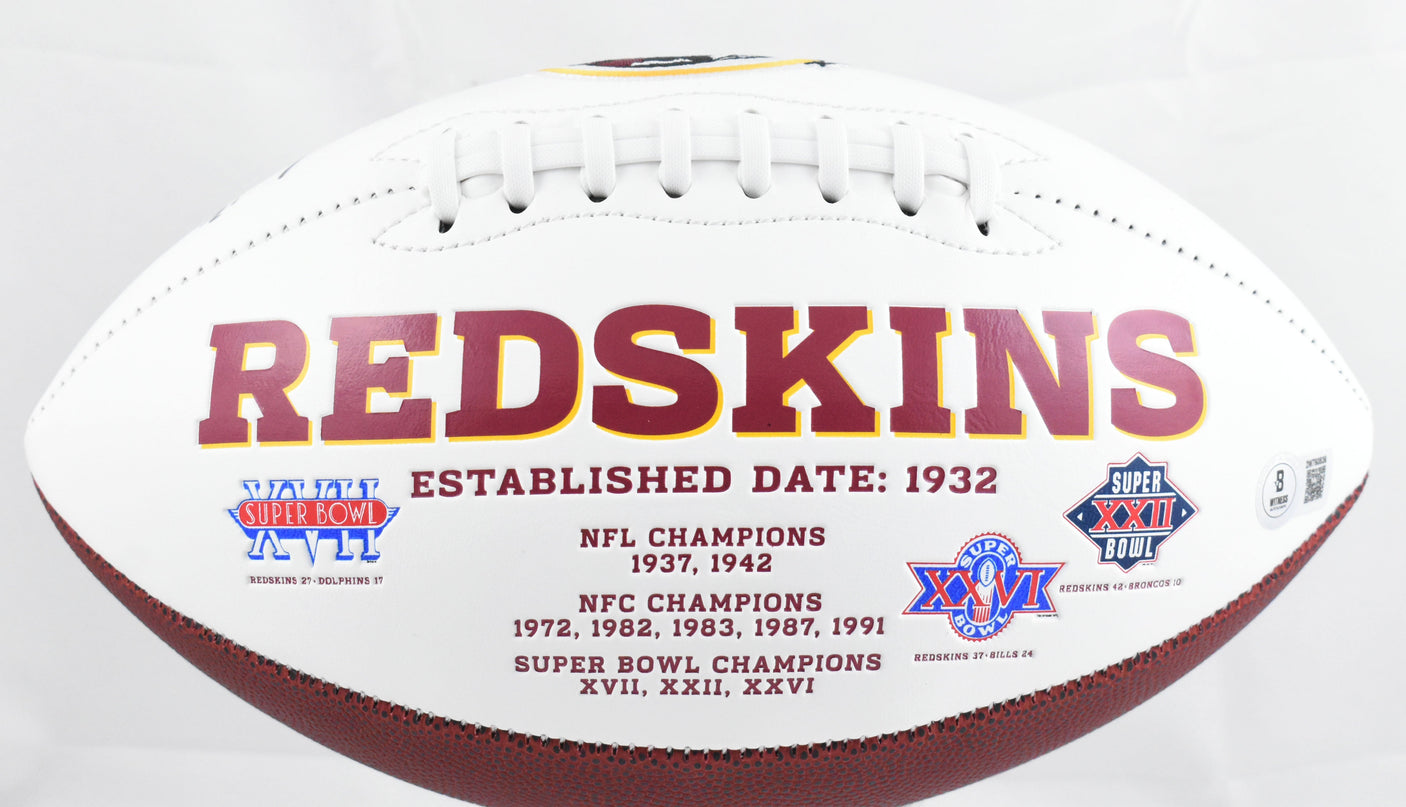 REDSKINS
ESTABLISHED DATE: 1932
XVII
SUPER BOWL
REDSKINS 27 · DOLPHINS 17
NFL CHAMPIONS
1937, 1942
NFC CHAMPIONS
1972, 1982, 1983, 1987, 1991
SUPER BOWL CHAMPIONS
XVII, XXII, XXVI
SUPER
XXVI
BOWL
REDSKINS 37 · BILLS 24
SUPER
XXII
BOWL
REDSKINS 42 · BRONCOS 10
B
WITNESS